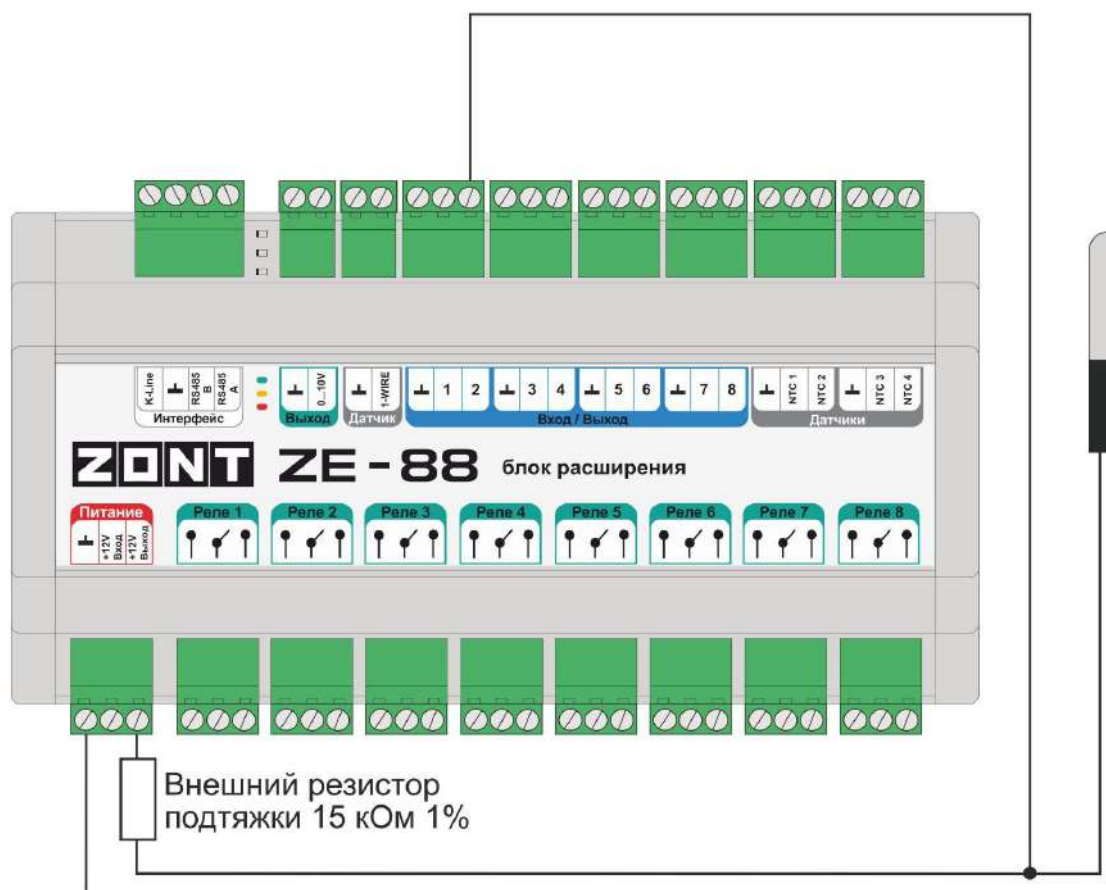 K-Line
⊥
RS485 B
RS485 A
Интерфейс
⊥
0...10V
Выход
⊥
1-WIRE
Датчик
⊥ 1 2 ⊥ 3 4 ⊥ 5 6 ⊥ 7 8
Вход / Выход
⊥
NTC 1
NTC 2
⊥
NTC 3
NTC 4
Датчики
ZONT ZE-88 блок расширения
Питание
⊥
+12V Вход
+12V Выход
Реле 1
Реле 2
Реле 3
Реле 4
Реле 5
Реле 6
Реле 7
Реле 8
Внешний резистор
подтяжки 15 кОм 1%